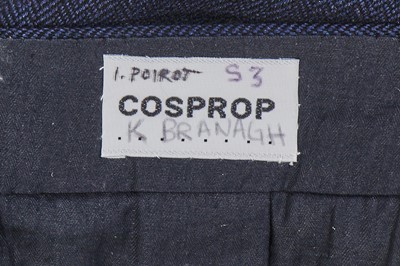 1. POIROT S3
COSPROP
K BRANAGH